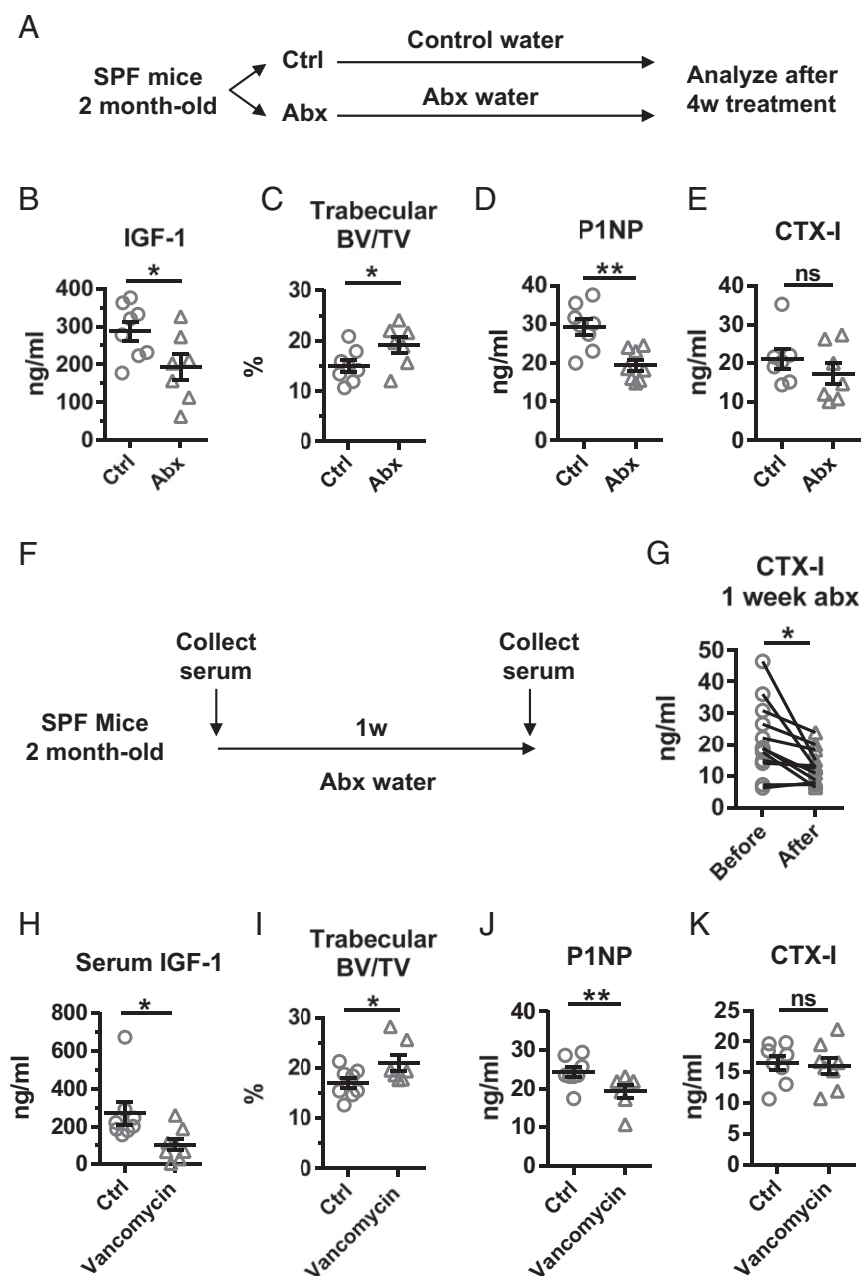 A
SPF mice
2 month-old
Ctrl
Control water
Abx
Abx water
Analyze after
4w treatment
B
IGF-1
*
ng/ml
400
300
200
100
0
Ctrl
Abx
C
Trabecular
BV/TV
*
%
30
20
10
0
Ctrl
Abx
D
P1NP
**
ng/ml
40
30
20
10
0
Ctrl
Abx
E
CTX-I
ns
ng/ml
40
30
20
10
0
Ctrl
Abx
F
SPF Mice
2 month-old
Collect
serum
1w
Abx water
Collect
serum
G
CTX-I
1 week abx
*
ng/ml
50
40
30
20
10
0
Before
After
H
Serum IGF-1
*
ng/ml
800
600
400
200
0
Ctrl
Vancomycin
I
Trabecular
BV/TV
*
%
30
20
10
0
Ctrl
Vancomycin
J
P1NP
**
ng/ml
40
30
20
10
0
Ctrl
Vancomycin
K
CTX-I
ns
ng/ml
25
20
15
10
5
0
Ctrl
Vancomycin